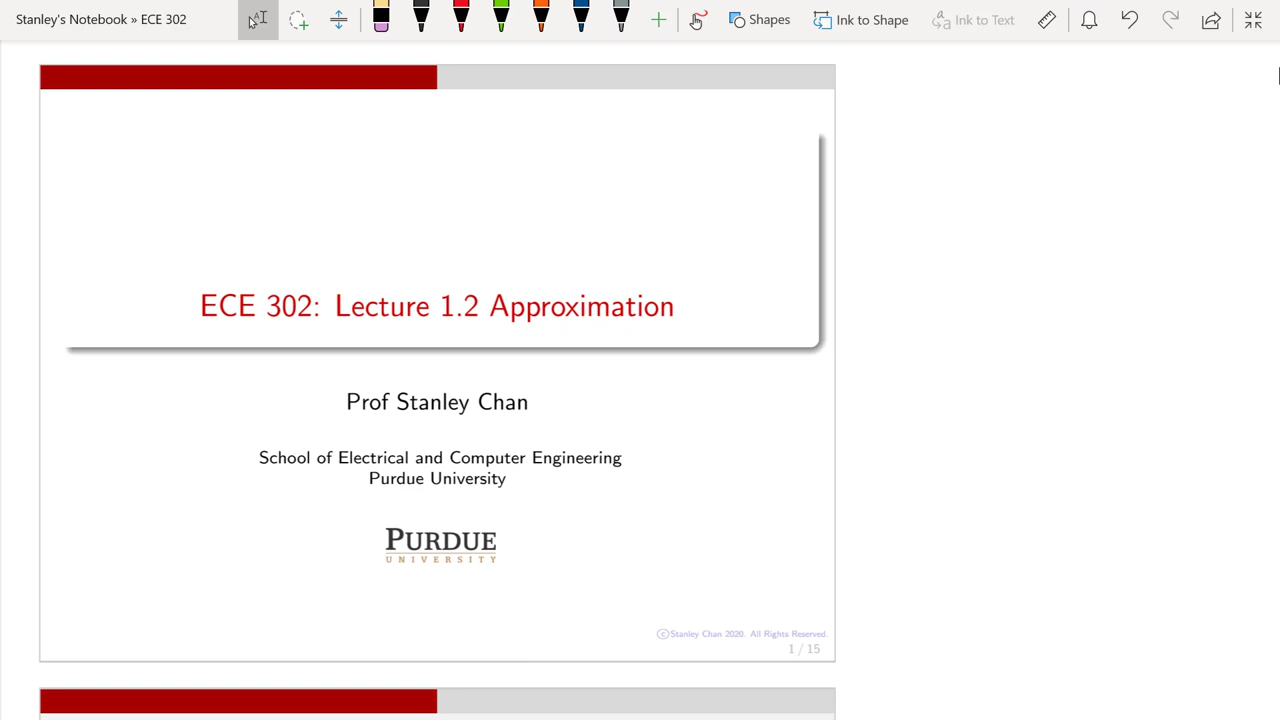 Stanley's Notebook » ECE 302
Shapes
Ink to Shape
Ink to Text
ECE 302: Lecture 1.2 Approximation
Prof Stanley Chan
School of Electrical and Computer Engineering
Purdue University
PURDUE
UNIVERSITY
©Stanley Chan 2020. All Rights Reserved.
1 / 15